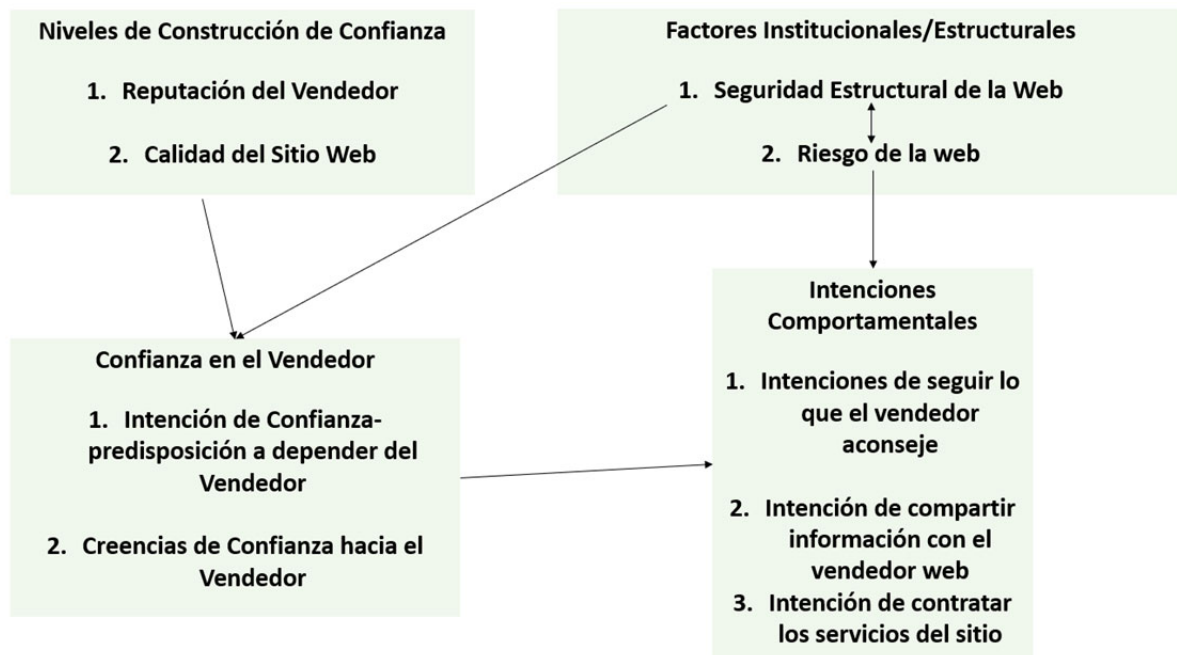 Niveles de Construcción de Confianza
1. Reputación del Vendedor
2. Calidad del Sitio Web
Factores Institucionales/Estructurales
1. Seguridad Estructural de la Web
2. Riesgo de la web
Confianza en el Vendedor
1. Intención de Confianza-
predisposición a depender del
Vendedor
2. Creencias de Confianza hacia el
Vendedor
Intenciones
Comportamentales
1. Intenciones de seguir lo
que el vendedor
aconseje
2. Intención de compartir
información con el
vendedor web
3. Intención de contratar
los servicios del sitio